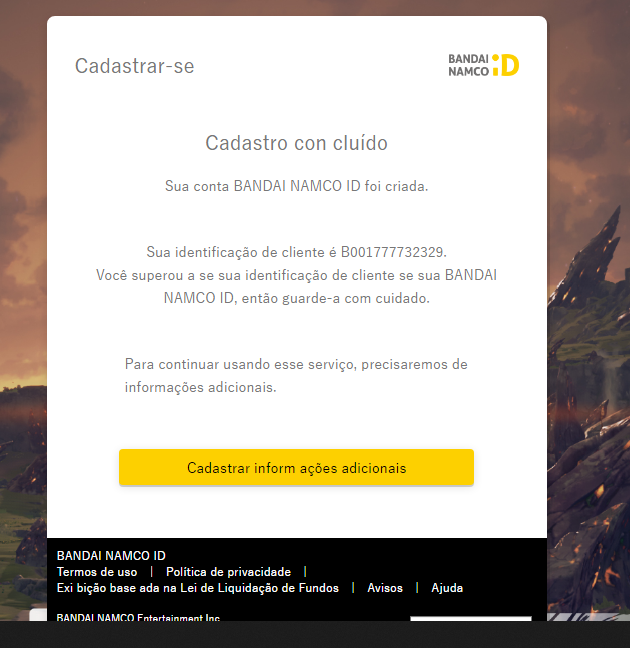 Cadastrar-se
BANDAI
NAMCO iD
Cadastro con cluído
Sua conta BANDAI NAMCO ID foi criada.
Sua identificação de cliente é B001777732329.
Você superou a se sua identificação de cliente se sua BANDAI
NAMCO ID, então guarde-a com cuidado.
Para continuar usando esse serviço, precisaremos de
informações adicionais.
Cadastrar inform ações adicionais
BANDAI NAMCO ID
Termos de uso | Política de privacidade |
Exi bição base ada na Lei de Liquidação de Fundos | Avisos | Ajuda
BANDAI NAMCO Entertainment Inc.